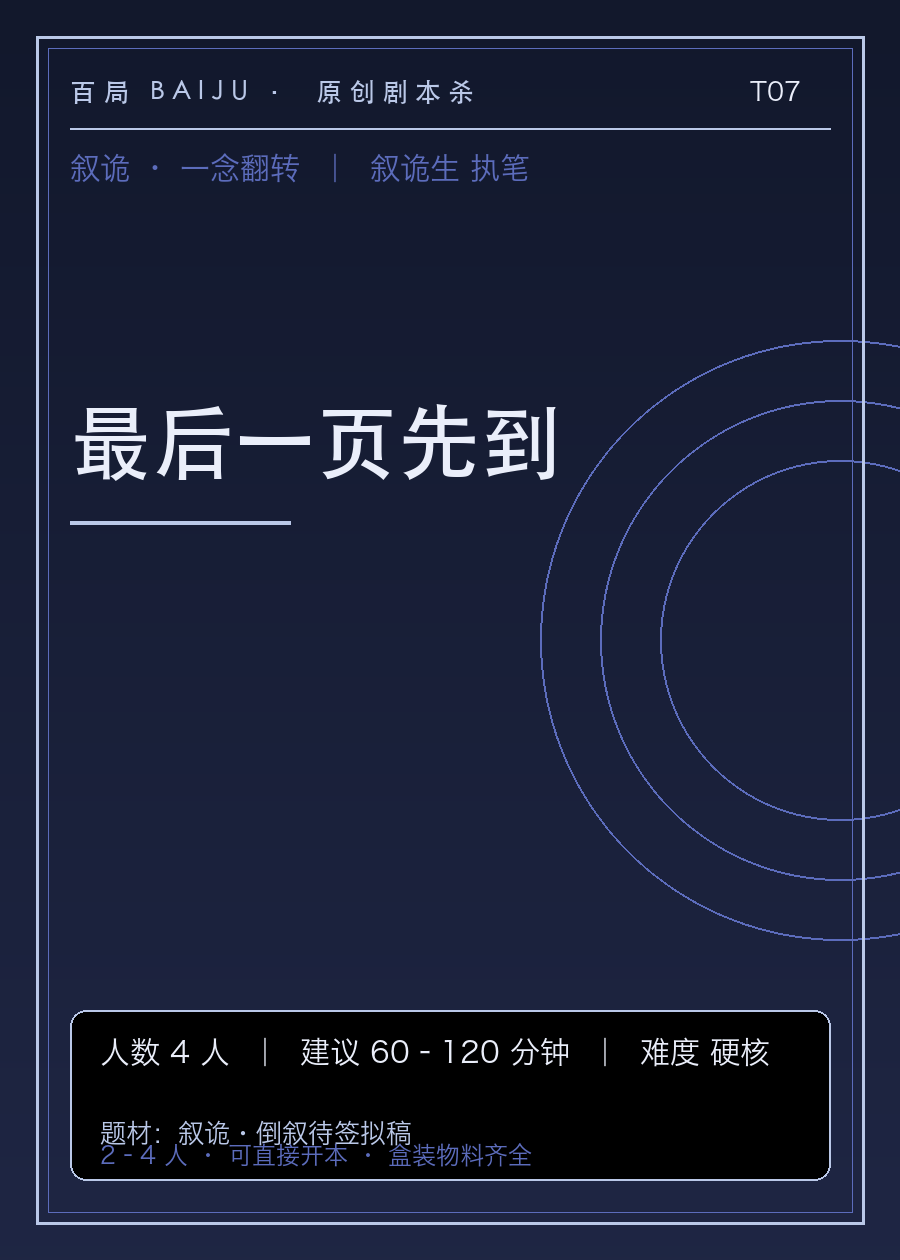 百局 BAIJU · 原创剧本杀 T07
叙诡 · 一念翻转 | 叙诡生 执笔
最后一页先到
人数 4 人 | 建议 60 - 120 分钟 | 难度 硬核
题材: 叙诡·倒叙待签拟稿
2 - 4 人 · 可直接开本 · 盒装物料齐全